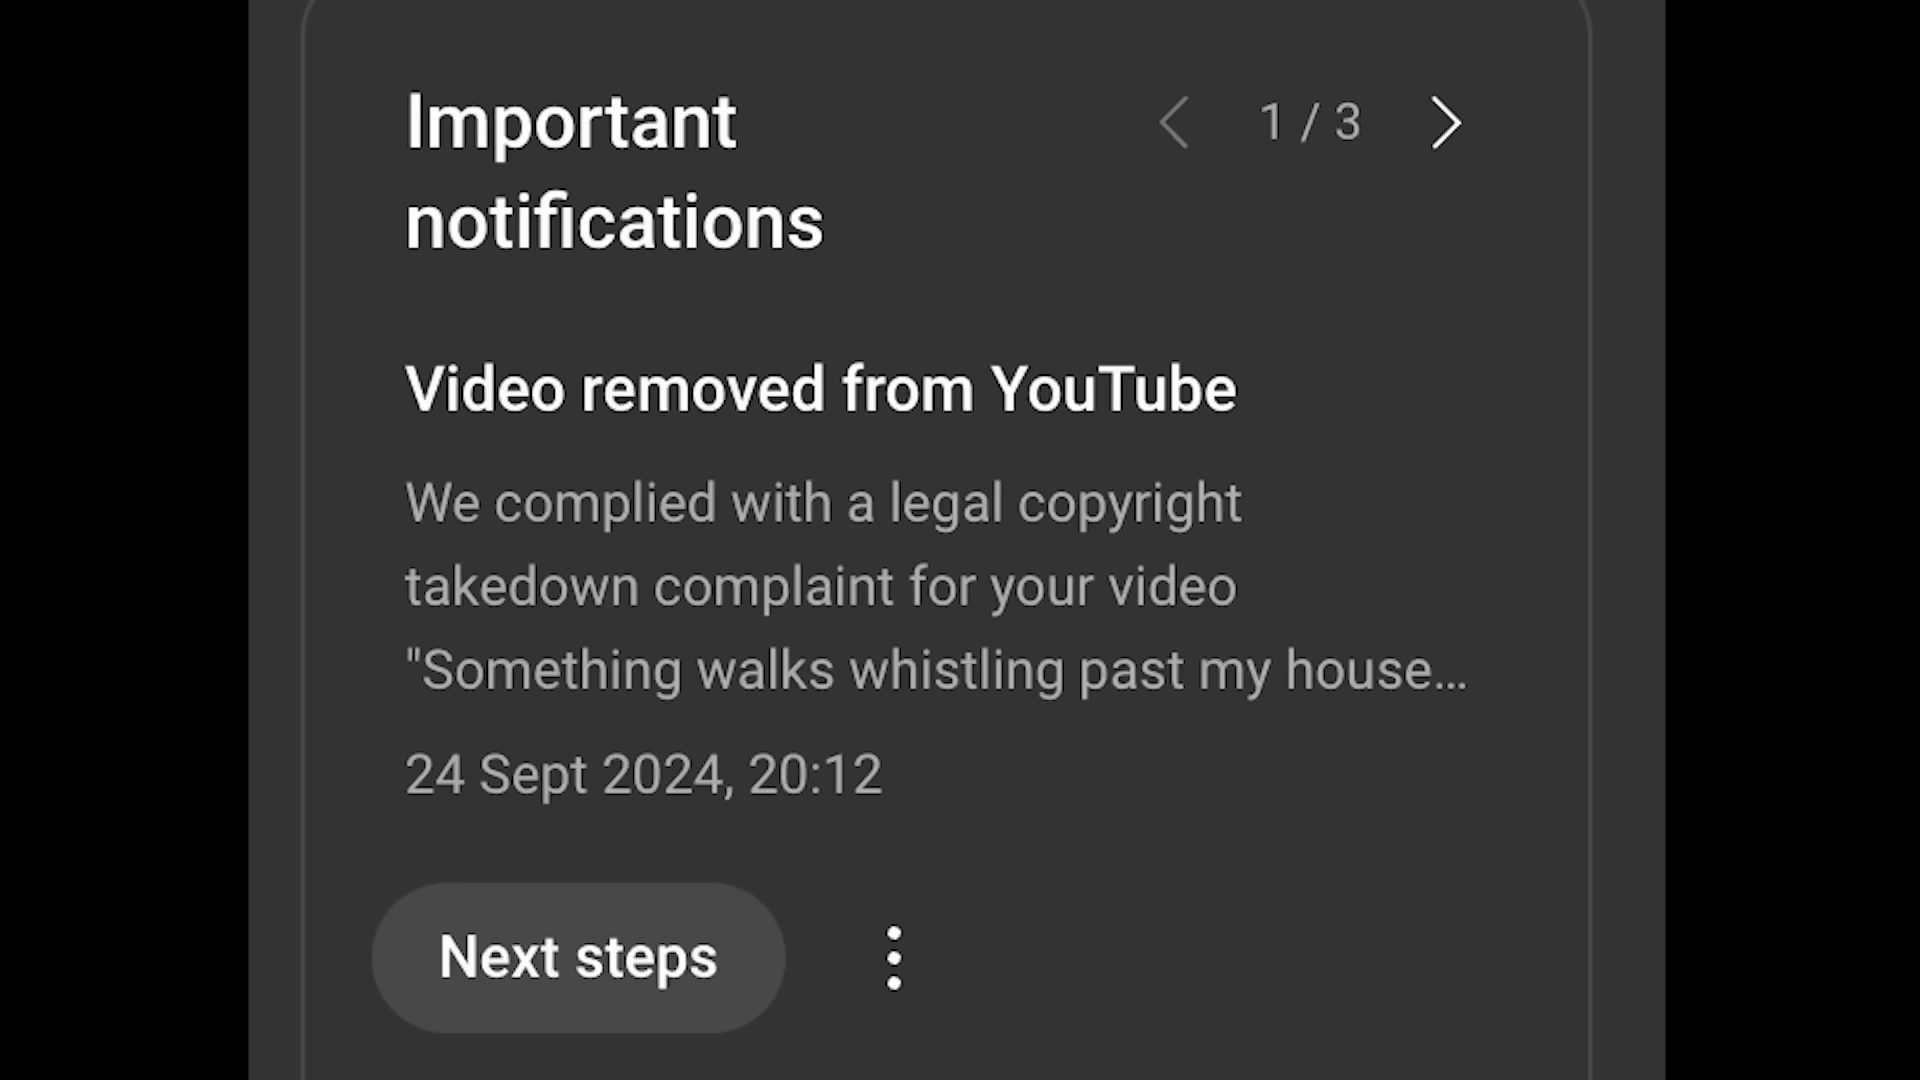 Important
notifications
1 / 3
Video removed from YouTube
We complied with a legal copyright
takedown complaint for your video
"Something walks whistling past my house...
24 Sept 2024, 20:12
Next steps